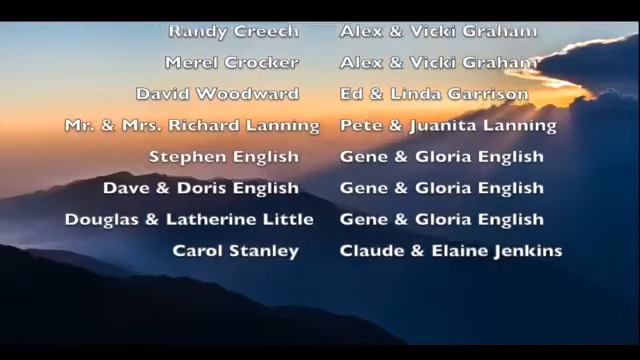 Randy Creech Alex & Vicki Graham
Merel Crocker Alex & Vicki Graham
David Woodward Ed & Linda Garrison
Mr. & Mrs. Richard Lanning Pete & Juanita Lanning
Stephen English Gene & Gloria English
Dave & Doris English Gene & Gloria English
Douglas & Latherine Little Gene & Gloria English
Carol Stanley Claude & Elaine Jenkins